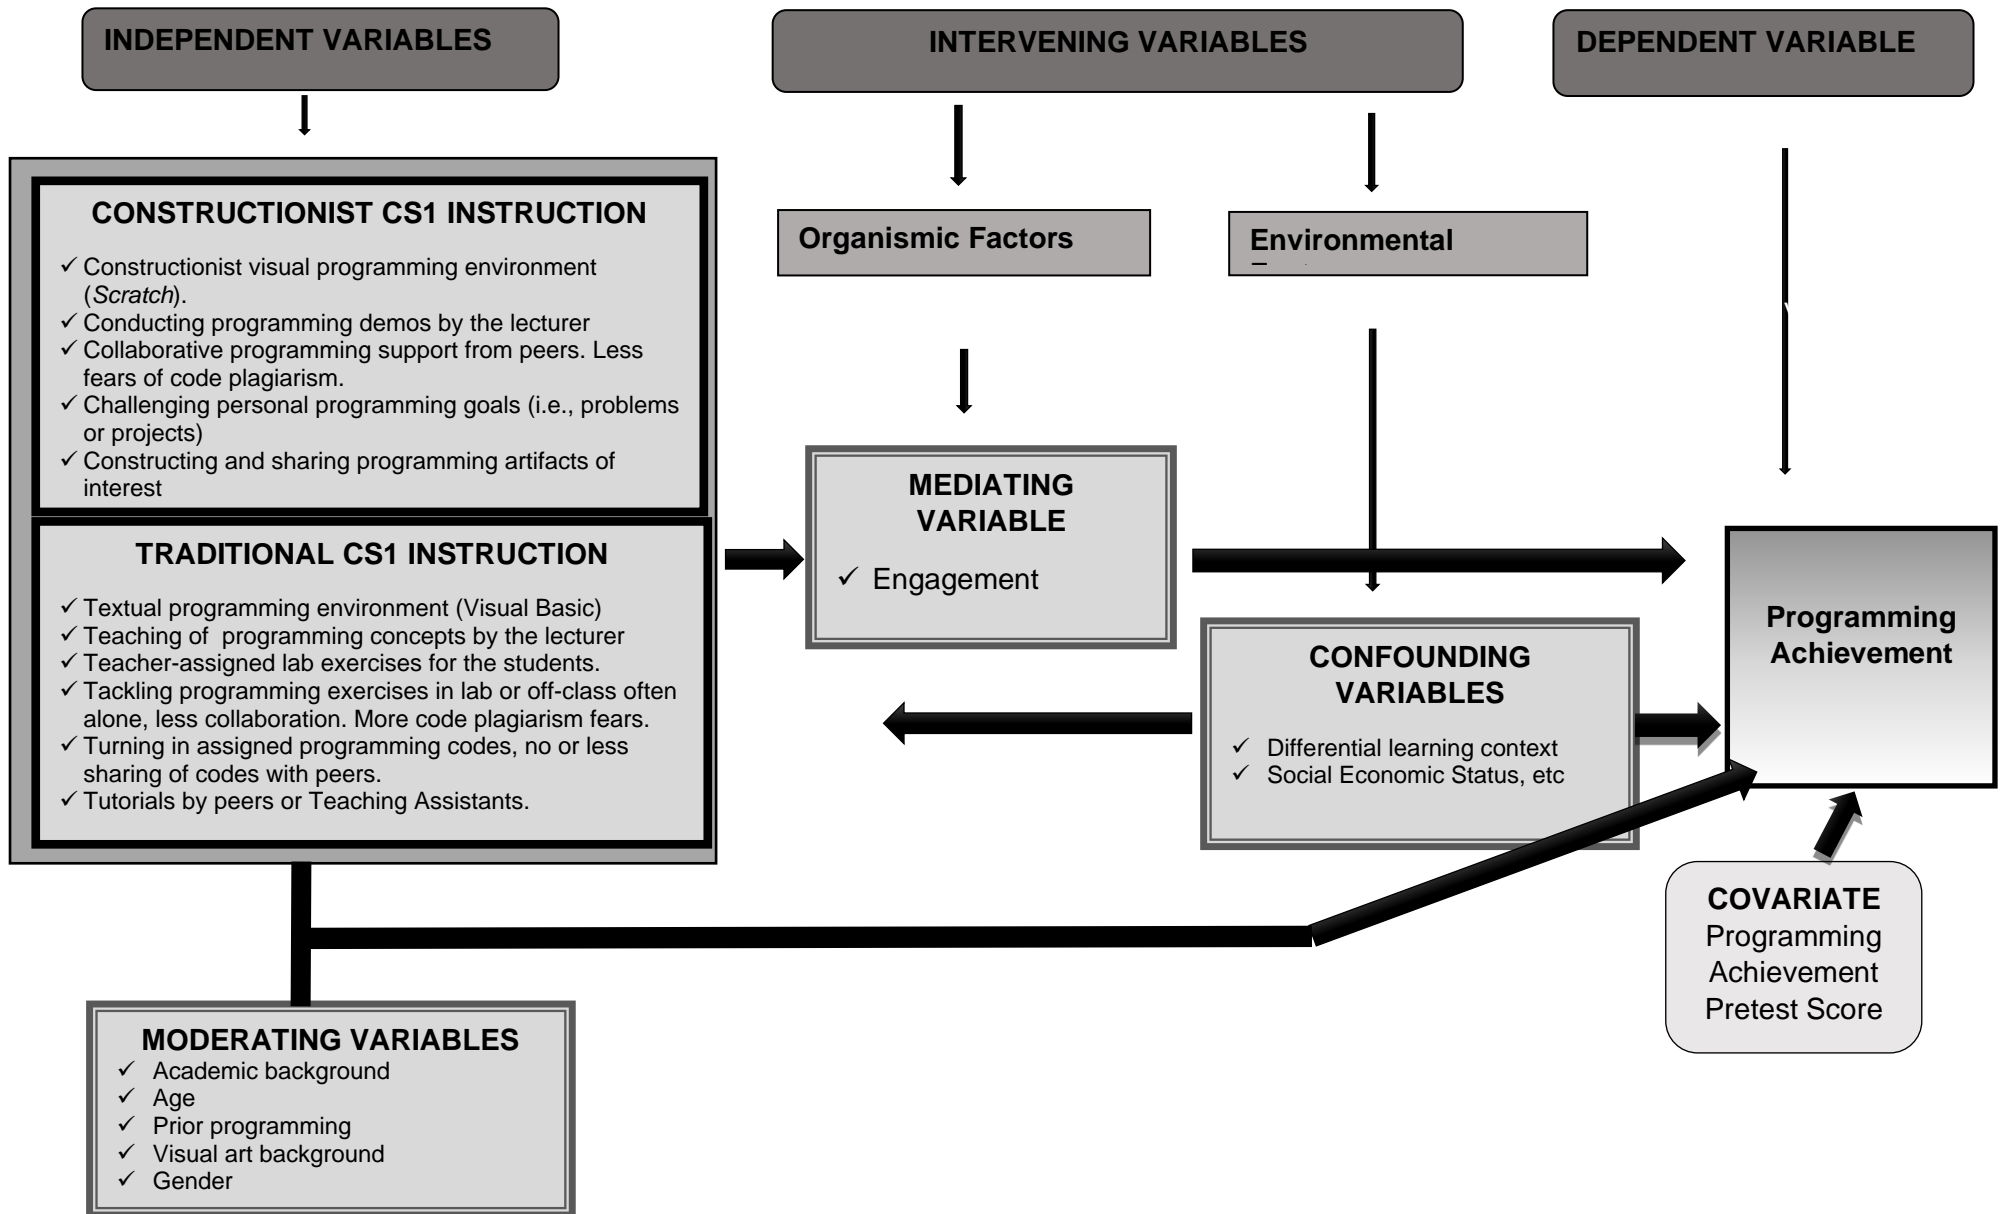 INDEPENDENT VARIABLES
INTERVENING VARIABLES
DEPENDENT VARIABLE
CONSTRUCTIONIST CS1 INSTRUCTION
✓ Constructionist visual programming environment
(Scratch).
✓ Conducting programming demos by the lecturer
✓ Collaborative programming support from peers. Less
fears of code plagiarism.
✓ Challenging personal programming goals (i.e., problems
or projects)
✓ Constructing and sharing programming artifacts of
interest
TRADITIONAL CS1 INSTRUCTION
✓ Textual programming environment (Visual Basic)
✓ Teaching of programming concepts by the lecturer
✓ Teacher-assigned lab exercises for the students.
✓ Tackling programming exercises in lab or off-class often
alone, less collaboration. More code plagiarism fears.
✓ Turning in assigned programming codes, no or less
sharing of codes with peers.
✓ Tutorials by peers or Teaching Assistants.
Organismic Factors
Environmental
MEDIATING
VARIABLE
✓ Engagement
CONFOUNDING
VARIABLES
✓ Differential learning context
✓ Social Economic Status, etc
Programming
Achievement
COVARIATE
Programming
Achievement
Pretest Score
MODERATING VARIABLES
✓ Academic background
✓ Age
✓ Prior programming
✓ Visual art background
✓ Gender